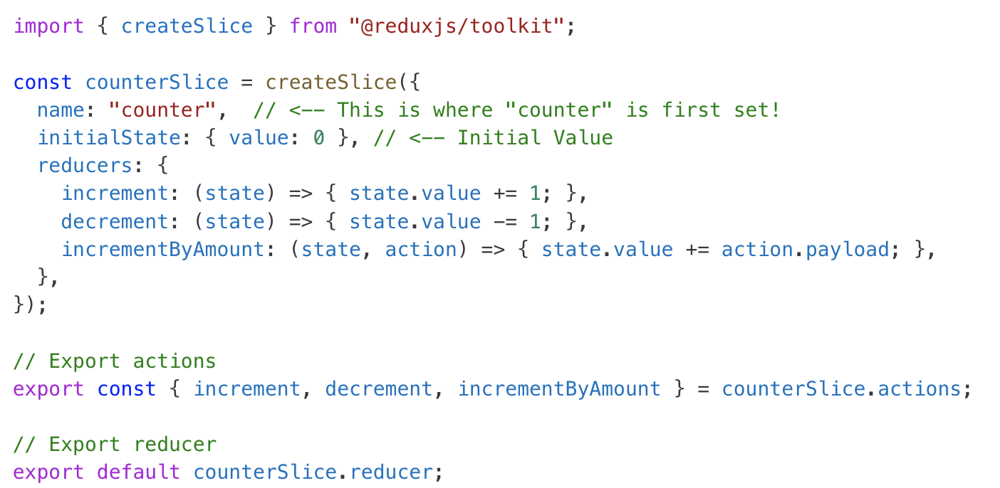 import { createSlice } from "@reduxjs/toolkit";
const counterSlice = createSlice({
  name: "counter",  // <-- This is where "counter" is first set!
  initialState: { value: 0 }, // <-- Initial Value
  reducers: {
    increment: (state) => { state.value += 1; },
    decrement: (state) => { state.value -= 1; },
    incrementByAmount: (state, action) => { state.value += action.payload; },
  },
});
// Export actions
export const { increment, decrement, incrementByAmount } = counterSlice.actions;
// Export reducer
export default counterSlice.reducer;